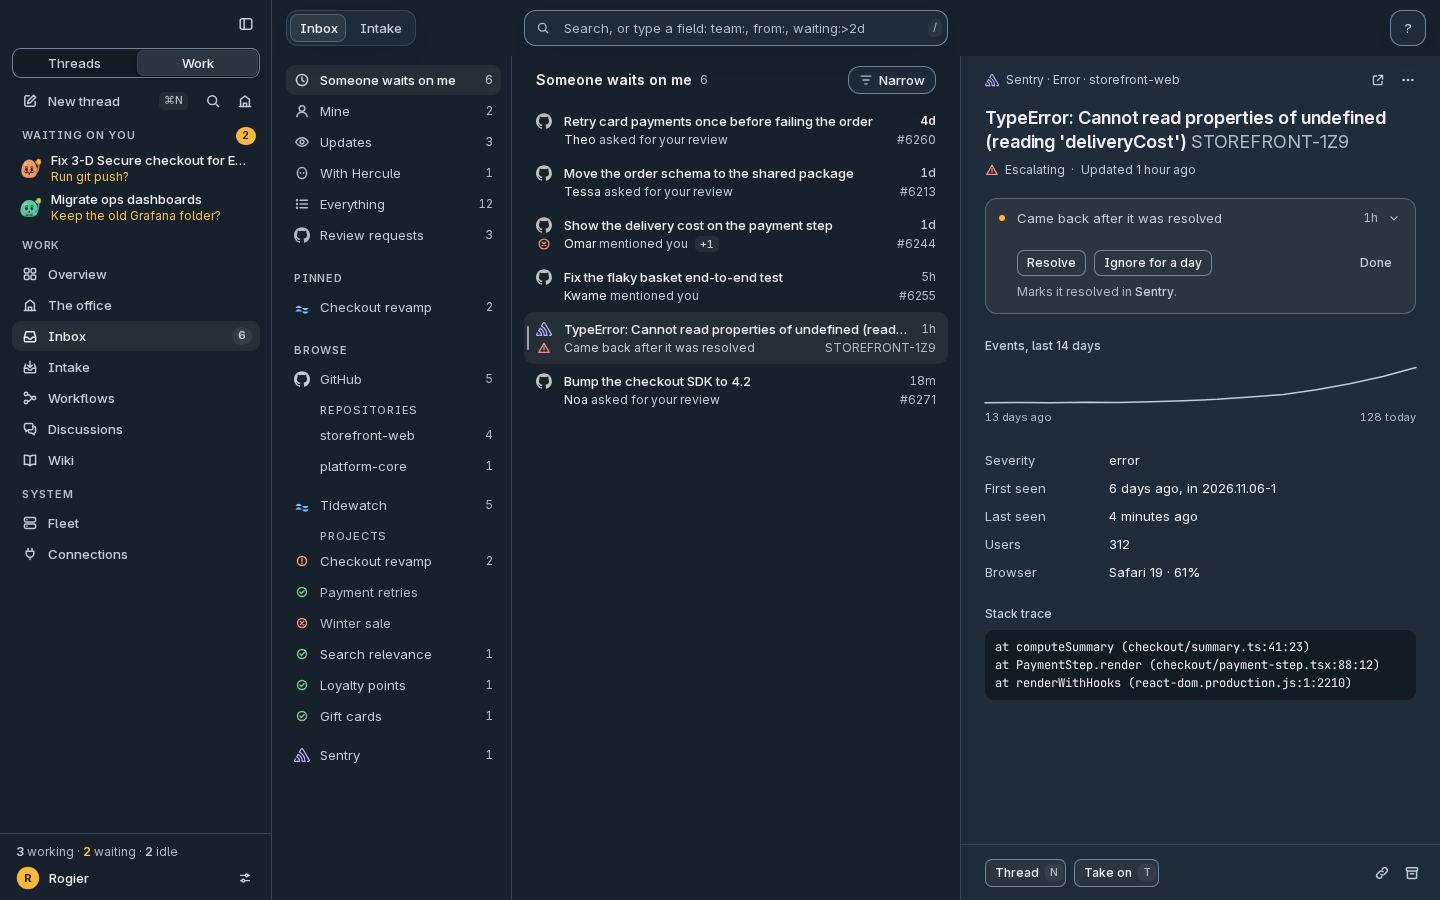 Threads
Work
New thread
⌘N
WAITING ON YOU
2
Fix 3-D Secure checkout for E…
Run git push?
Migrate ops dashboards
Keep the old Grafana folder?
WORK
Overview
The office
Inbox
6
Intake
Workflows
Discussions
Wiki
SYSTEM
Fleet
Connections
3 working · 2 waiting · 2 idle
R
Rogier
Inbox
Intake
Someone waits on me
6
Mine
2
Updates
3
With Hercule
1
Everything
12
Review requests
3
PINNED
Checkout revamp
2
BROWSE
GitHub
5
REPOSITORIES
storefront-web
4
platform-core
1
Tidewatch
5
PROJECTS
Checkout revamp
2
Payment retries
Winter sale
Search relevance
1
Loyalty points
1
Gift cards
1
Sentry
1
Search, or type a field: team:, from:, waiting:>2d
/
?
Someone waits on me 6
Narrow
Retry card payments once before failing the order
4d
Theo asked for your review
#6260
Move the order schema to the shared package
1d
Tessa asked for your review
#6213
Show the delivery cost on the payment step
1d
Omar mentioned you +1
#6244
Fix the flaky basket end-to-end test
5h
Kwame mentioned you
#6255
TypeError: Cannot read properties of undefined (read…
1h
Came back after it was resolved
STOREFRONT-1Z9
Bump the checkout SDK to 4.2
18m
Noa asked for your review
#6271
Sentry · Error · storefront-web
TypeError: Cannot read properties of undefined
(reading 'deliveryCost') STOREFRONT-1Z9
Escalating · Updated 1 hour ago
Came back after it was resolved
1h
Resolve
Ignore for a day
Done
Marks it resolved in Sentry.
Events, last 14 days
13 days ago
128 today
Severity
error
First seen
6 days ago, in 2026.11.06-1
Last seen
4 minutes ago
Users
312
Browser
Safari 19 · 61%
Stack trace
at computeSummary (checkout/summary.ts:41:23)
at PaymentStep.render (checkout/payment-step.tsx:88:12)
at renderWithHooks (react-dom.production.js:1:2210)
Thread N
Take on T